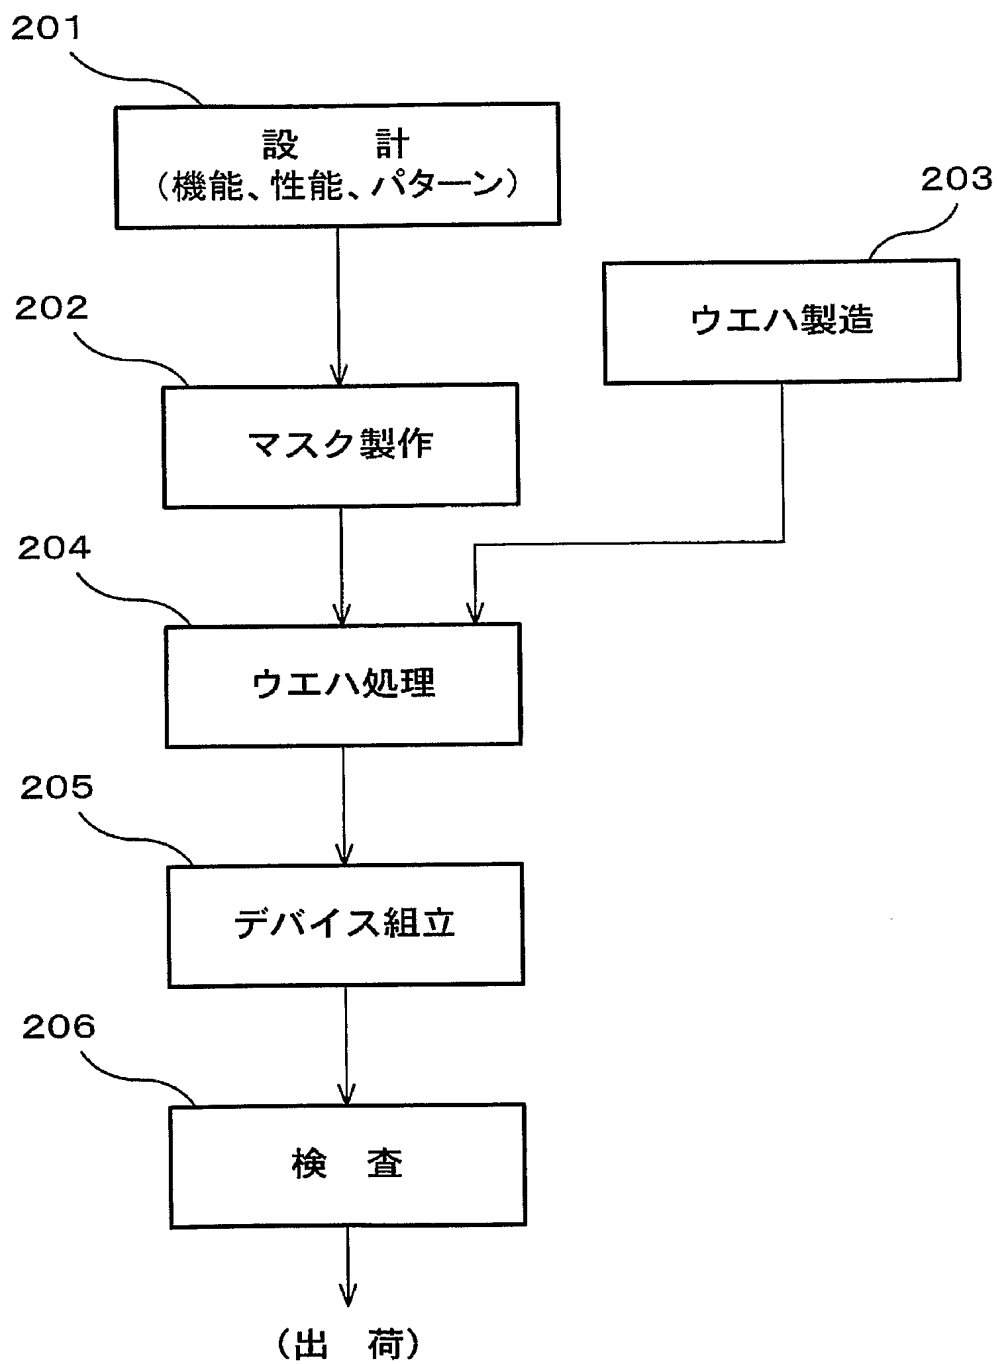 201
設 計
(機能、性能、パターン)
203
ウエハ製造
202
マスク製作
204
ウエハ処理
205
デバイス組立
206
検 査
(出 荷)